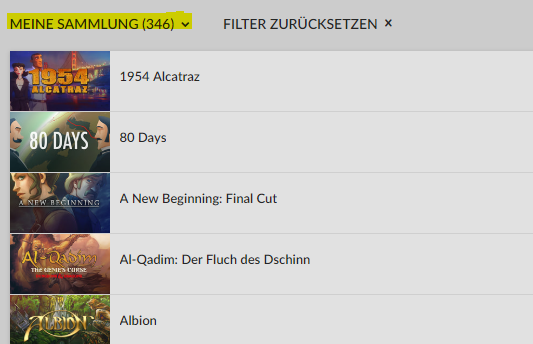 MEINE SAMMLUNG (346) FILTER ZURÜCKSETZEN ×
1954
ALCATRAZ
1954 Alcatraz
80 DAYS
80 Days
A NEW BEGINNING
A New Beginning: Final Cut
AL-QADIM
THE GENIE'S CURSE
Al-Qadim: Der Fluch des Dschinn
ALBION
Albion